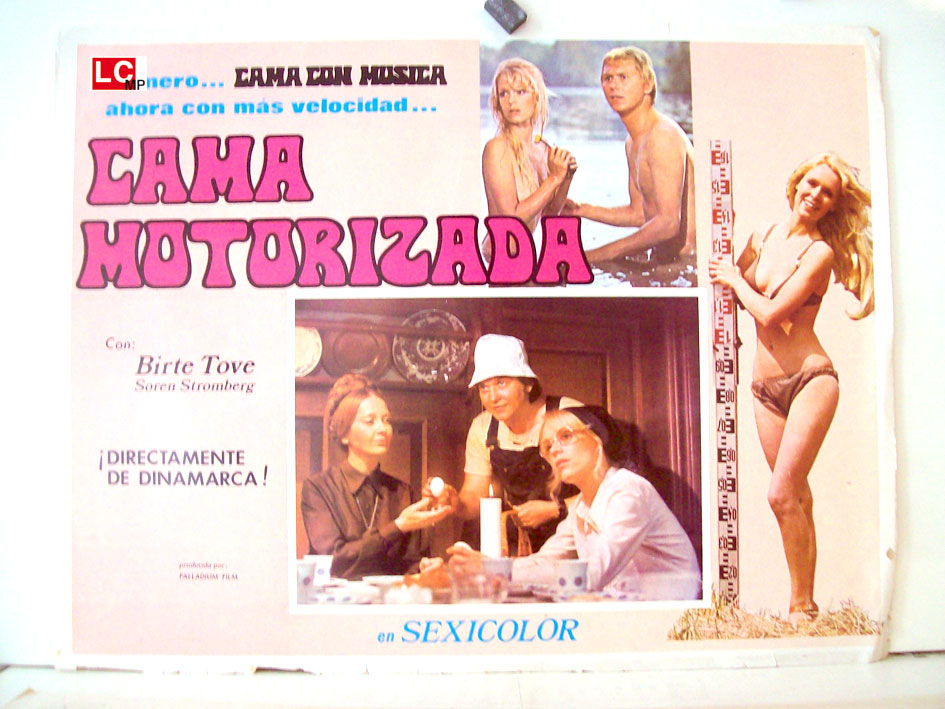 LC
MP
nero... CAMA CON MUSICA
ahora con más velocidad...
CAMA
MOTORIZADA
Con:
Birte Tove
Soren Stromberg
¡DIRECTAMENTE
DE DINAMARCA!
producida por:
PALLADIUM FILM
en SEXICOLOR